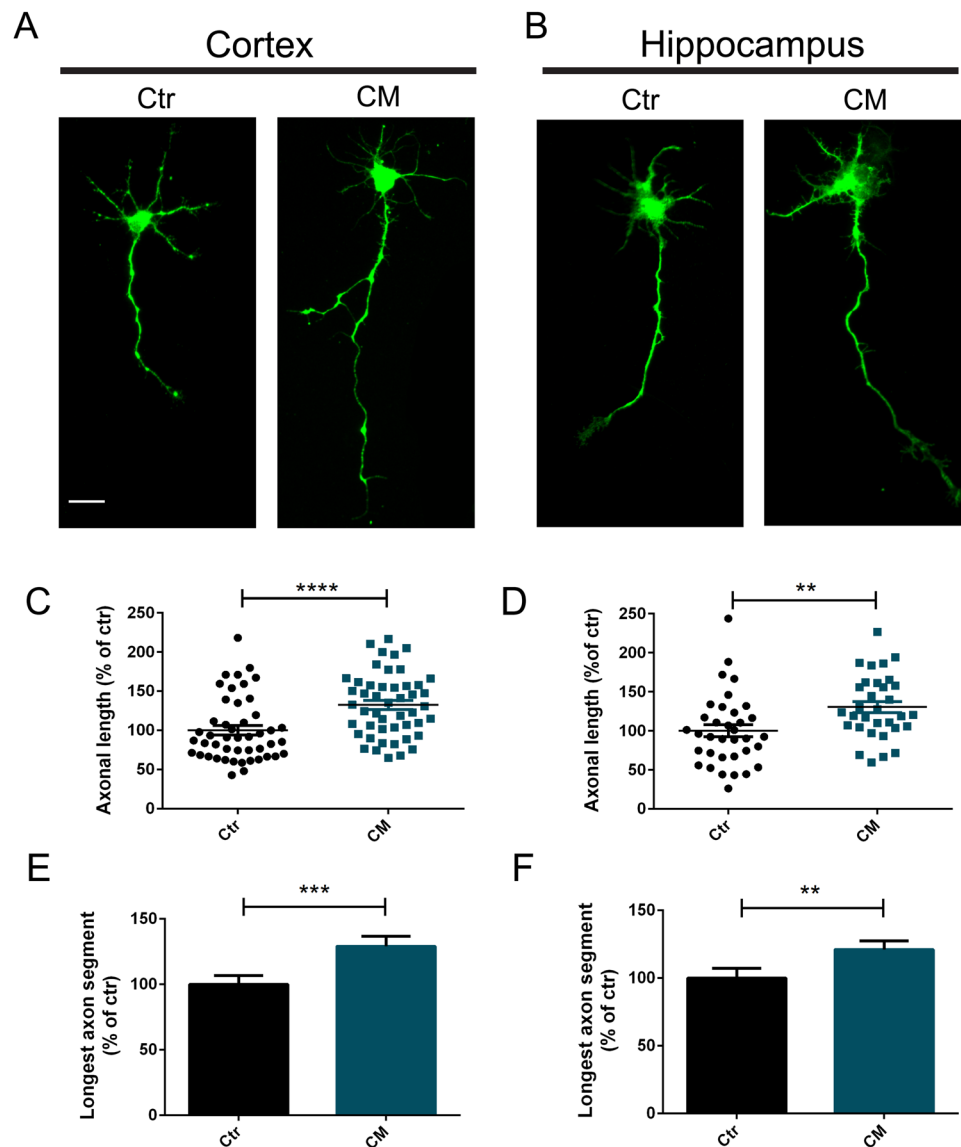 A
Cortex
Ctr
CM
B
Hippocampus
Ctr
CM
C
Axonal length (% of ctr)
250
200
150
100
50
0
****
Ctr
CM
D
Axonal length (%of ctr)
250
200
150
100
50
0
**
Ctr
CM
E
Longest axon segment
(% of ctr)
150
100
50
0
***
Ctr
CM
F
Longest axon segment
(% of ctr)
150
100
50
0
**
Ctr
CM